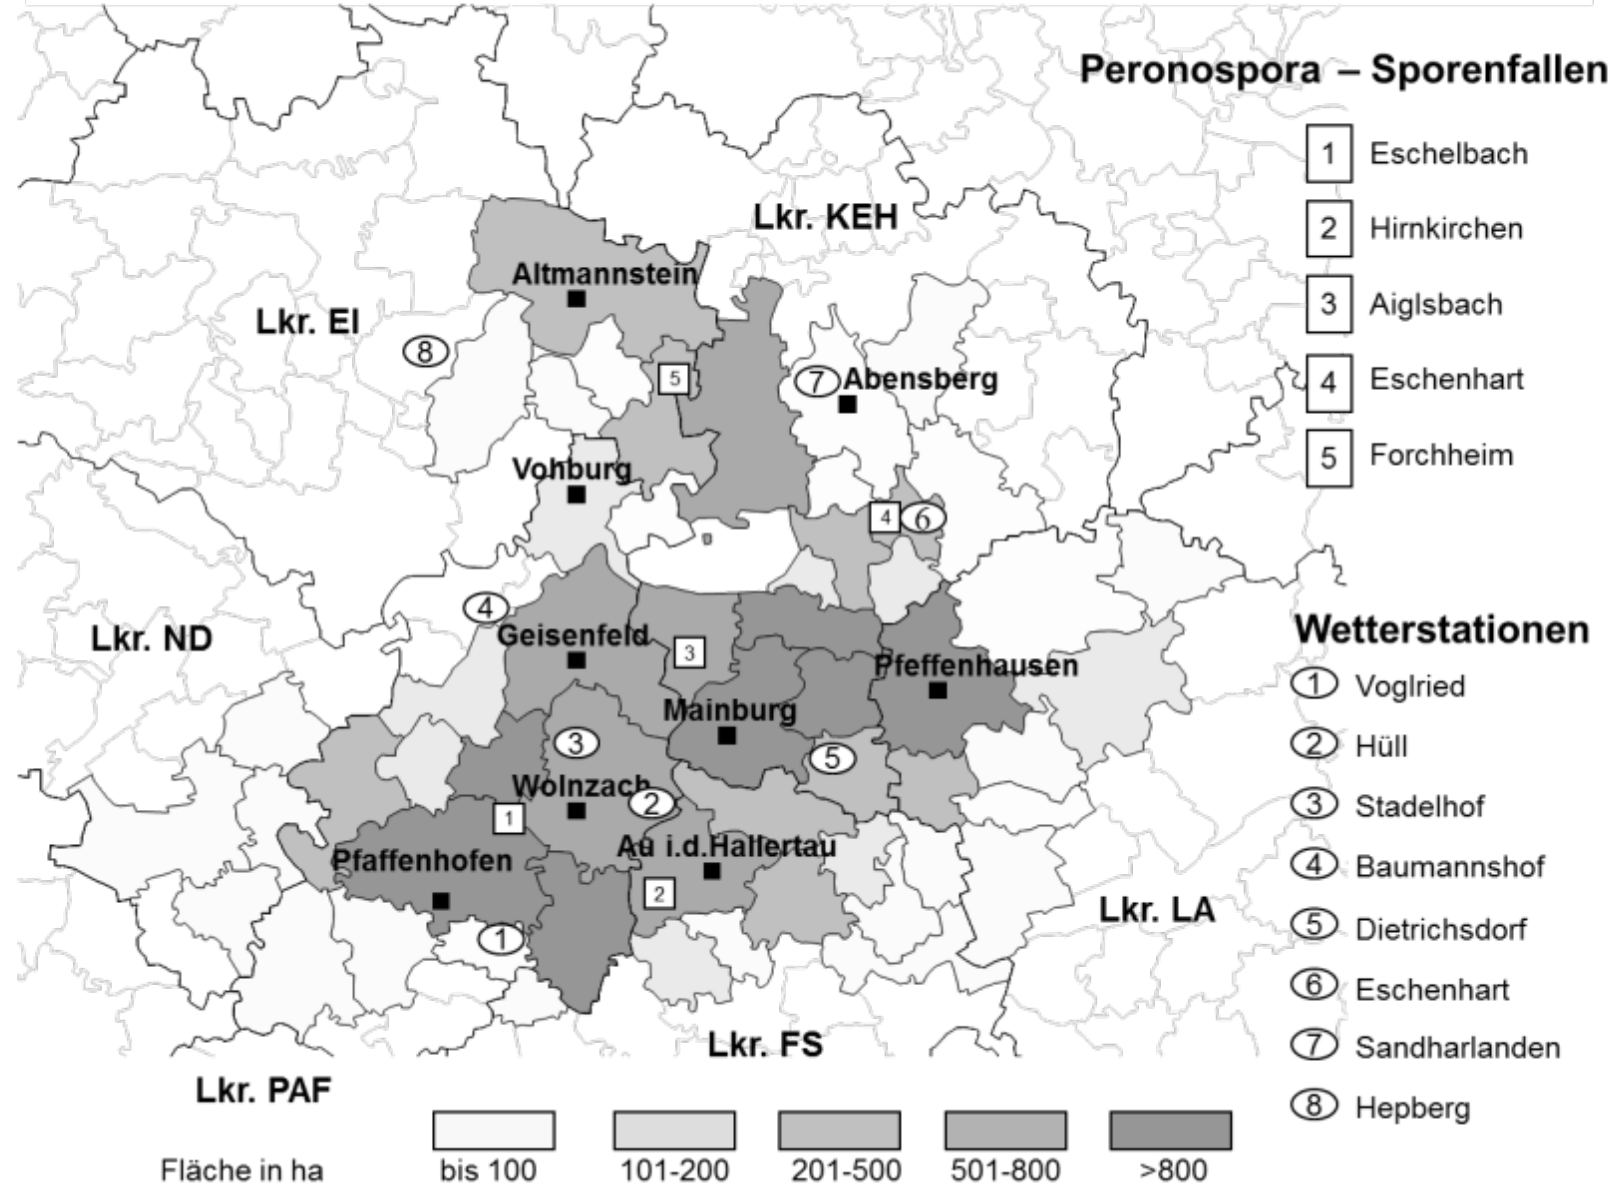 Peronospora – Sporenfallen
1 Eschelbach
2 Hirnkirchen
3 Aiglsbach
4 Eschenhart
5 Forchheim
Lkr. KEH
Altmannstein
Lkr. EI
8
5
7 Abensberg
Vohburg
4 6
4
Lkr. ND
Geisenfeld
3
Pfeffenhausen
Mainburg
3
5
Wolnzach
2
1
Au i.d.Hallertau
Pfaffenhofen
2
1
Lkr. LA
Lkr. FS
Lkr. PAF
Wetterstationen
1 Voglried
2 Hüll
3 Stadelhof
4 Baumannshof
5 Dietrichsdorf
6 Eschenhart
7 Sandharlanden
8 Hepberg
Fläche in ha bis 100 101-200 201-500 501-800 >800